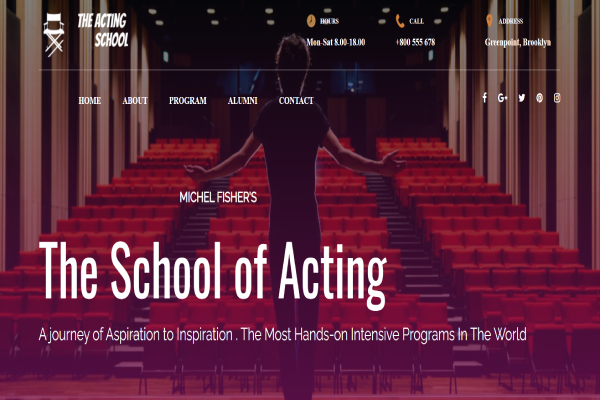 THE ACTING
SCHOOL
HOURS
Mon-Sat 8.00-18.00
CALL
+800 555 678
ADDRESS
Greenpoint, Brooklyn
HOME ABOUT PROGRAM ALUMNI CONTACT
MICHEL FISHER'S
The School of Acting
A journey of Aspiration to Inspiration . The Most Hands-on Intensive Programs In The World